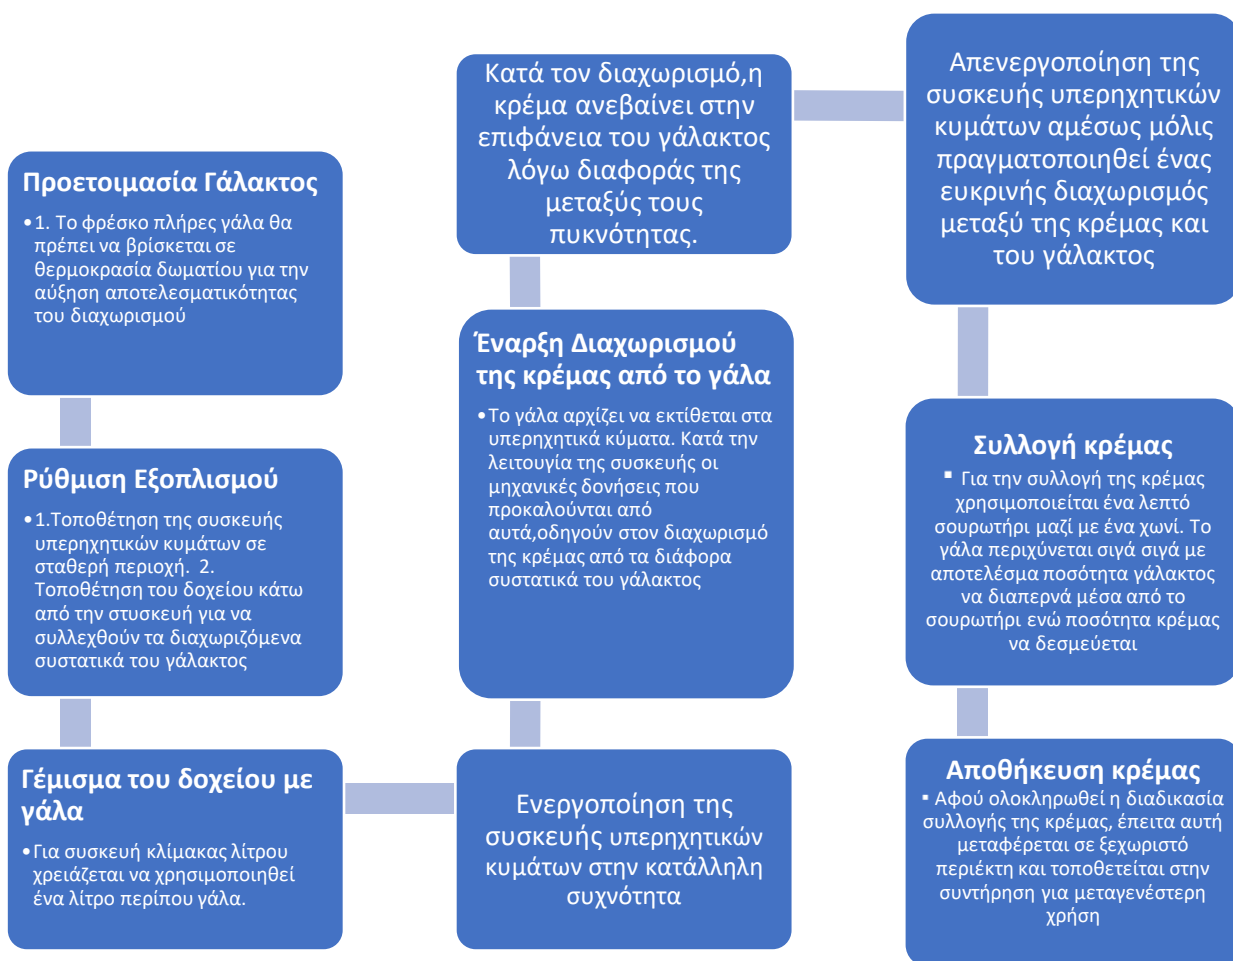 Προετοιμασία Γάλακτος
•1. Το φρέσκο πλήρες γάλα θα
πρέπει να βρίσκεται σε
θερμοκρασία δωματίου για την
αύξηση αποτελεσματικότητας
του διαχωρισμού
Ρύθμιση Εξοπλισμού
•1.Τοποθέτηση της συσκευής
υπερηχητικών κυμάτων σε
σταθερή περιοχή. 2.
Τοποθέτηση του δοχείου κάτω
από την στυσκευή για να
συλλεχθούν τα διαχωριζόμενα
συστατικά του γάλακτος
Γέμισμα του δοχείου με
γάλα
•Για συσκευή κλίμακας λίτρου
χρειάζεται να χρησιμοποιηθεί
ένα λίτρο περίπου γάλα.
Ενεργοποίηση της
συσκευής υπερηχητικών
κυμάτων στην κατάλληλη
συχνότητα
Έναρξη Διαχωρισμού
της κρέμας από το γάλα
•Το γάλα αρχίζει να εκτίθεται στα
υπερηχητικά κύματα. Κατά την
λειτουγία της συσκευής οι
μηχανικές δονήσεις που
προκαλούνται από
αυτά,οδηγούν στον διαχωρισμό
της κρέμας από τα διάφορα
συστατικά του γάλακτος
Κατά τον διαχωρισμό,η
κρέμα ανεβαίνει στην
επιφάνεια του γάλακτος
λόγω διαφοράς της
μεταξύς τους
πυκνότητας.
Απενεργοποίηση της
συσκευής υπερηχητικών
κυμάτων αμέσως μόλις
πραγματοποιηθεί ένας
ευκρινής διαχωρισμός
μεταξύ της κρέμας και
του γάλακτος
Συλλογή κρέμας
▪ Για την συλλογή της κρέμας
χρησιμοποιείται ένα λεπτό
σουρωτήρι μαζί με ένα χωνί. Το
γάλα περιχύνεται σιγά σιγά με
αποτελέσμα ποσότητα γάλακτος
να διαπερνά μέσα από το
σουρωτήρι ενώ ποσότητα κρέμας
να δεσμεύεται
Αποθήκευση κρέμας
▪ Αφού ολοκληρωθεί η διαδικασία
συλλογής της κρέμας, έπειτα αυτή
μεταφέρεται σε ξεχωριστό
περιέκτη και τοποθετείται στην
συντήρηση για μεταγενέστερη
χρήση